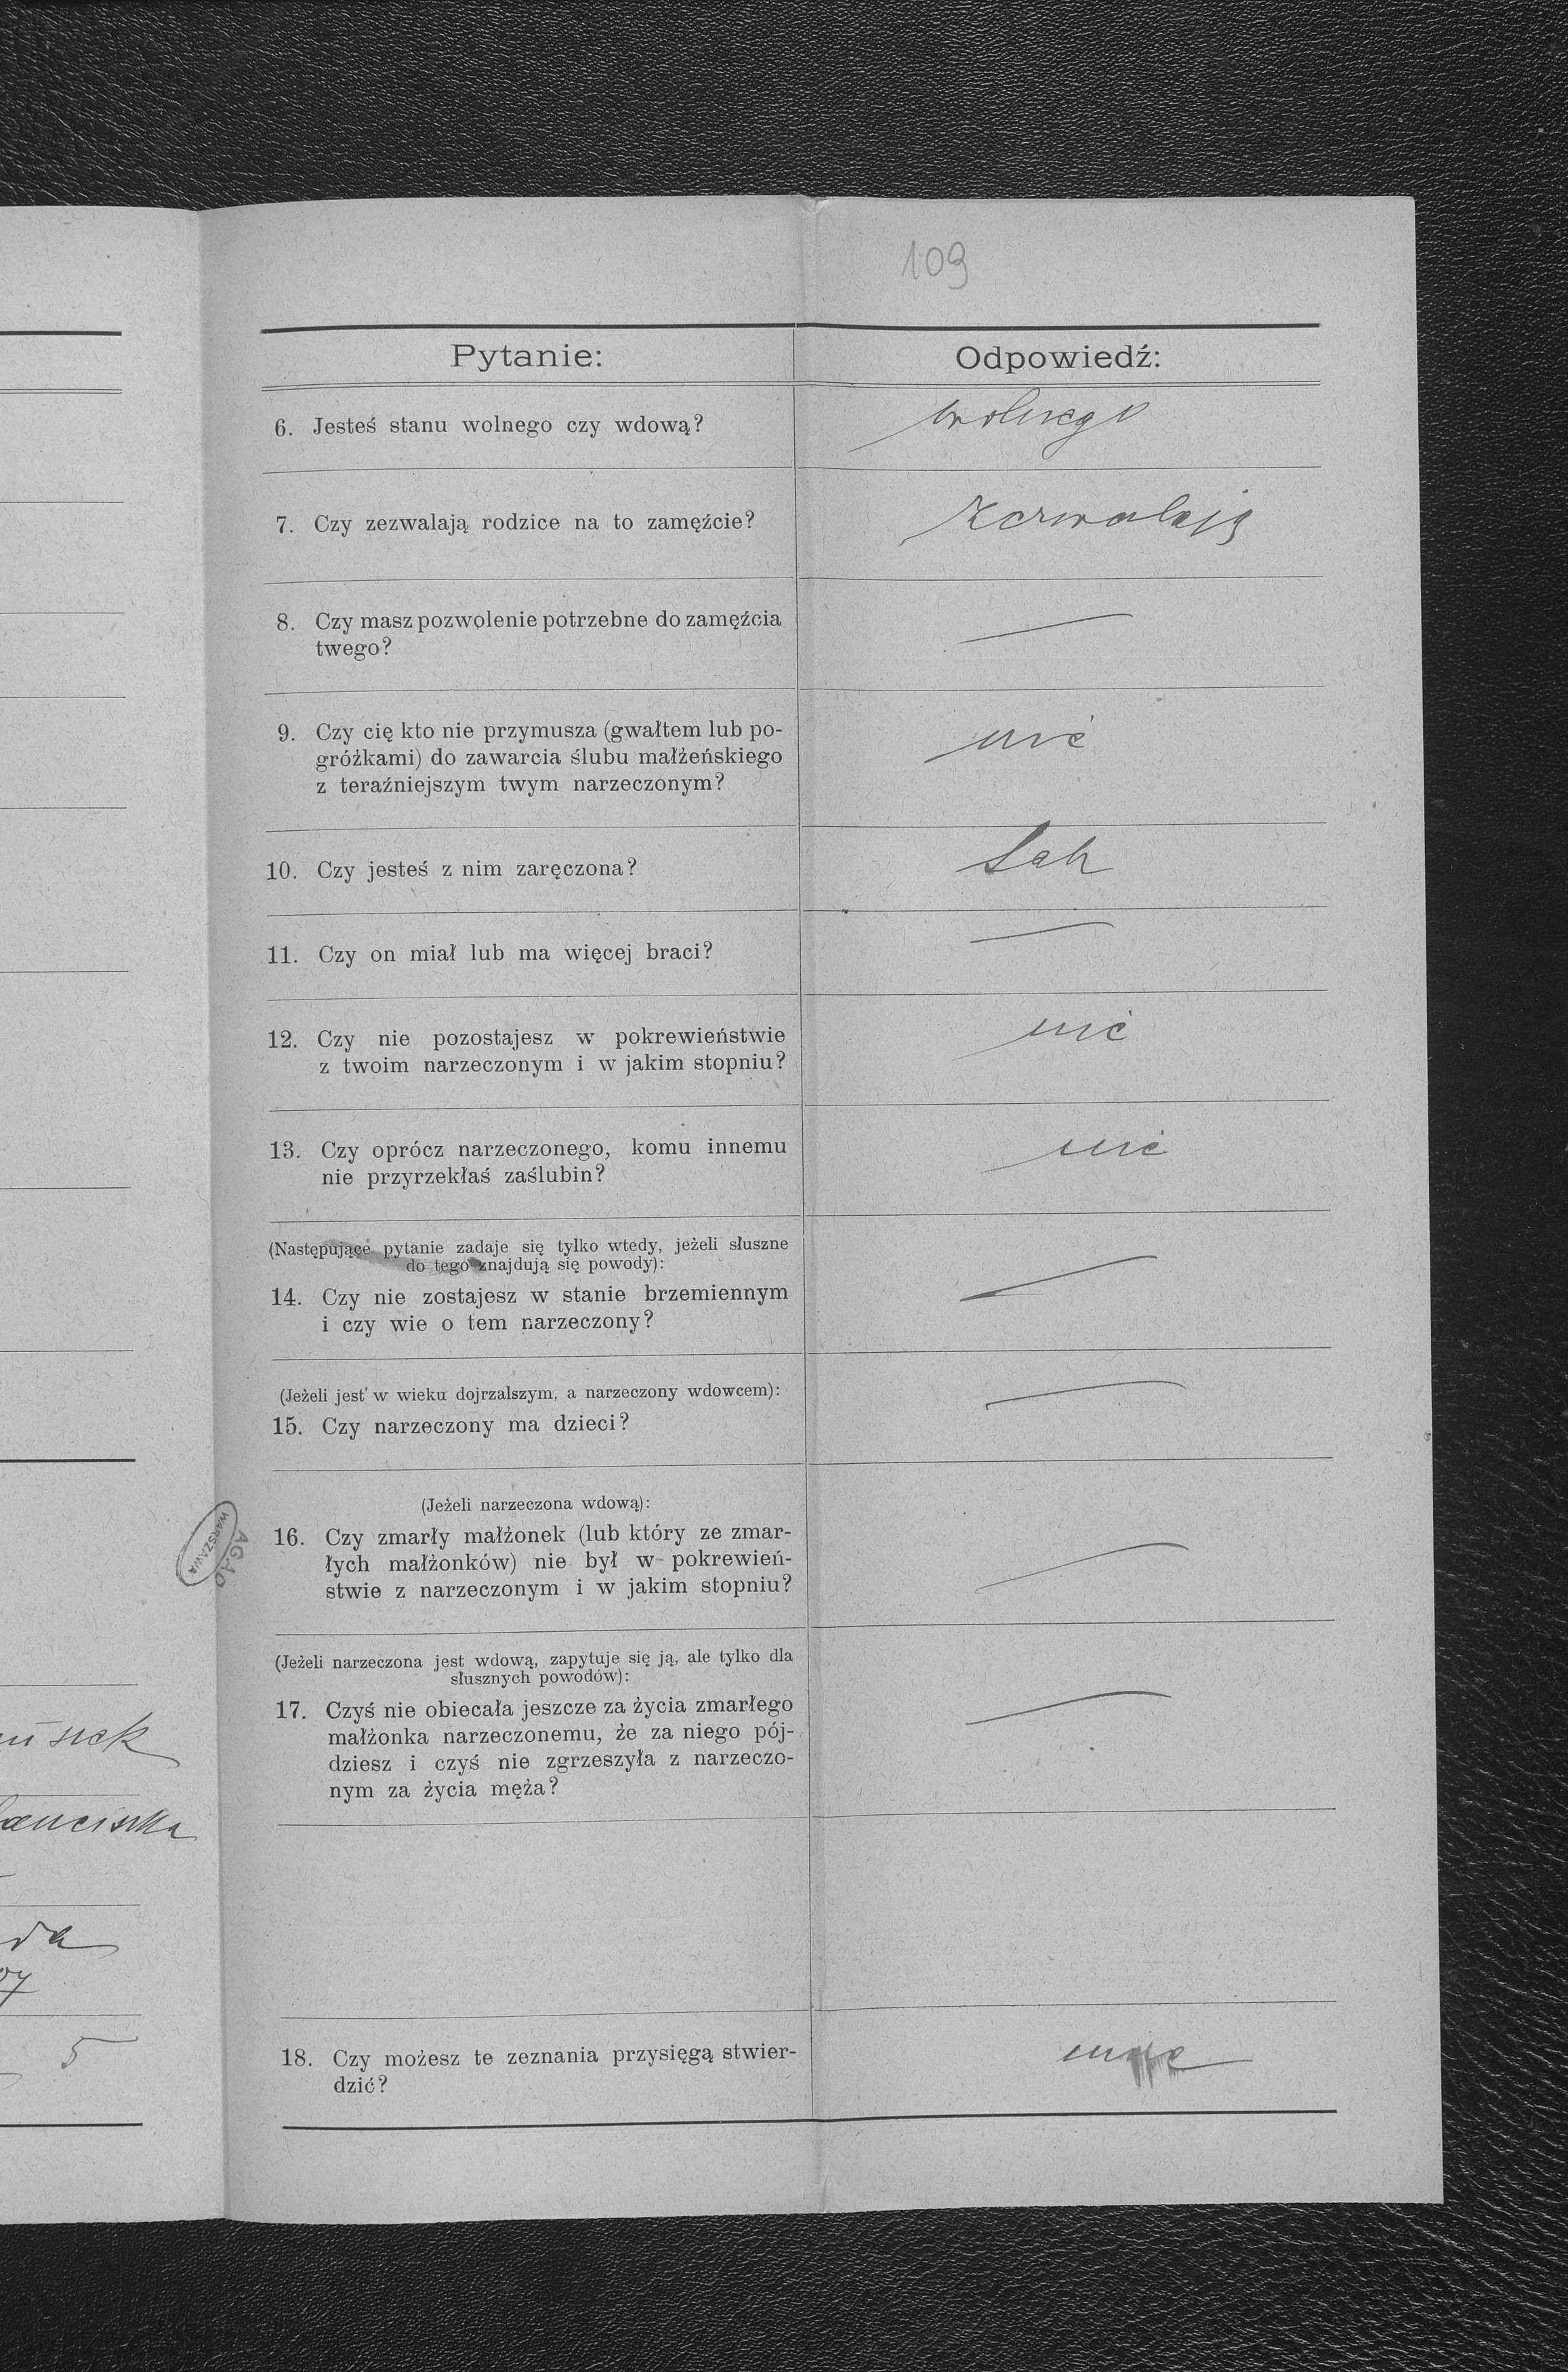 109
Pytanie:
Odpowiedź:
6. Jesteś stanu wolnego czy wdową?
wolnego
7. Czy zezwalają rodzice na to zamęźcie?
zezwalają
8. Czy masz pozwolenie potrzebne do zamęźcia
twego?
—
9. Czy cię kto nie przymusza (gwałtem lub po-
gróżkami) do zawarcia ślubu małżeńskiego
z teraźniejszym twym narzeczonym?
nie
10. Czy jesteś z nim zaręczona?
tak
11. Czy on miał lub ma więcej braci?
—
12. Czy nie pozostajesz w pokrewieństwie
z twoim narzeczonym i w jakim stopniu?
nie
13. Czy oprócz narzeczonego, komu innemu
nie przyrzekłaś zaślubin?
nie
(Następujące pytanie zadaje się tylko wtedy, jeżeli słuszne
do tego znajdują się powody):
14. Czy nie zostajesz w stanie brzemiennym
i czy wie o tem narzeczony?
—
(Jeżeli jest w wieku dojrzalszym, a narzeczony wdowcem):
15. Czy narzeczony ma dzieci?
—
(Jeżeli narzeczona wdową):
16. Czy zmarły małżonek (lub który ze zmar-
łych małżonków) nie był w pokrewień-
stwie z narzeczonym i w jakim stopniu?
—
(Jeżeli narzeczona jest wdową, zapytuje się ją, ale tylko dla
słusznych powodów):
17. Czyś nie obiecała jeszcze za życia zmarłego
małżonka narzeczonemu, że za niego pój-
dziesz i czyś nie zgrzeszyła z narzeczo-
nym za życia męża?
—
18. Czy możesz te zeznania przysięgą stwier-
dzić?
mogę
AGAD
WARSZAWA
5